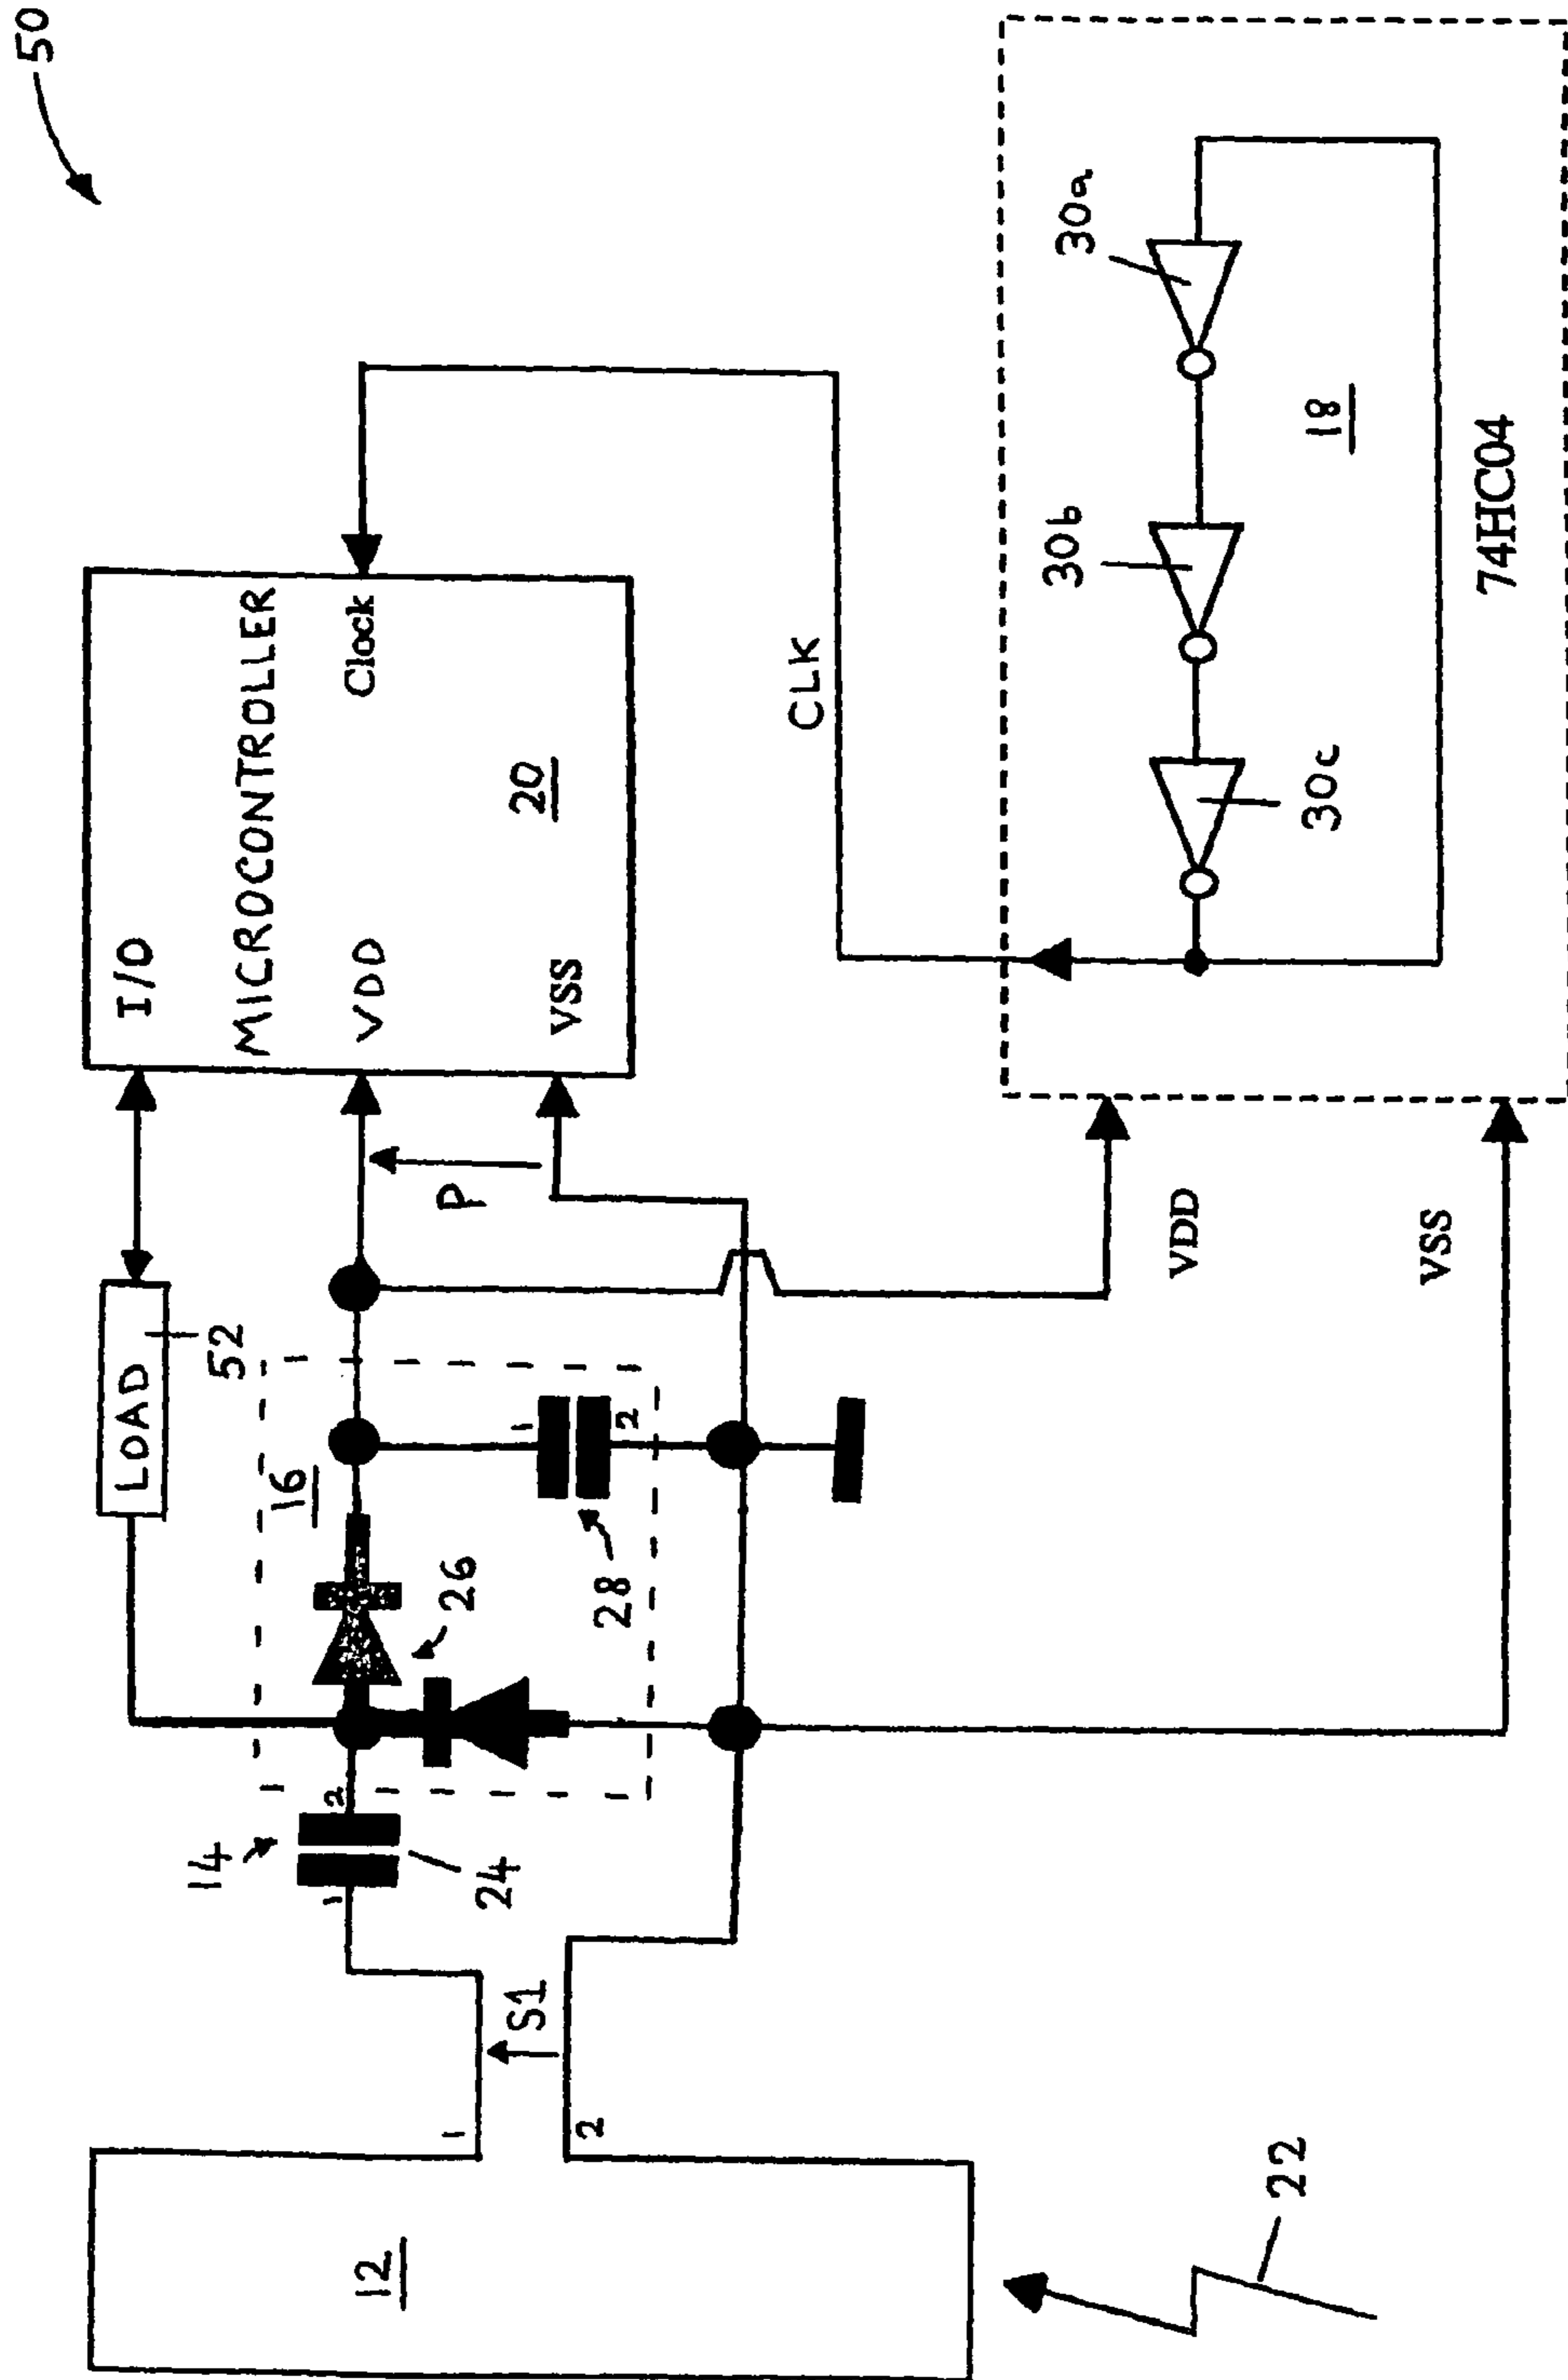 50
LOAD
52
I/O
MICROCONTROLLER
VDD
Clock
VSS
20
P
14
1
2
24
16
26
28
1
2
S1
1
2
12
22
CLK
VDD
VSS
30a
30b
30c
18
74HC04